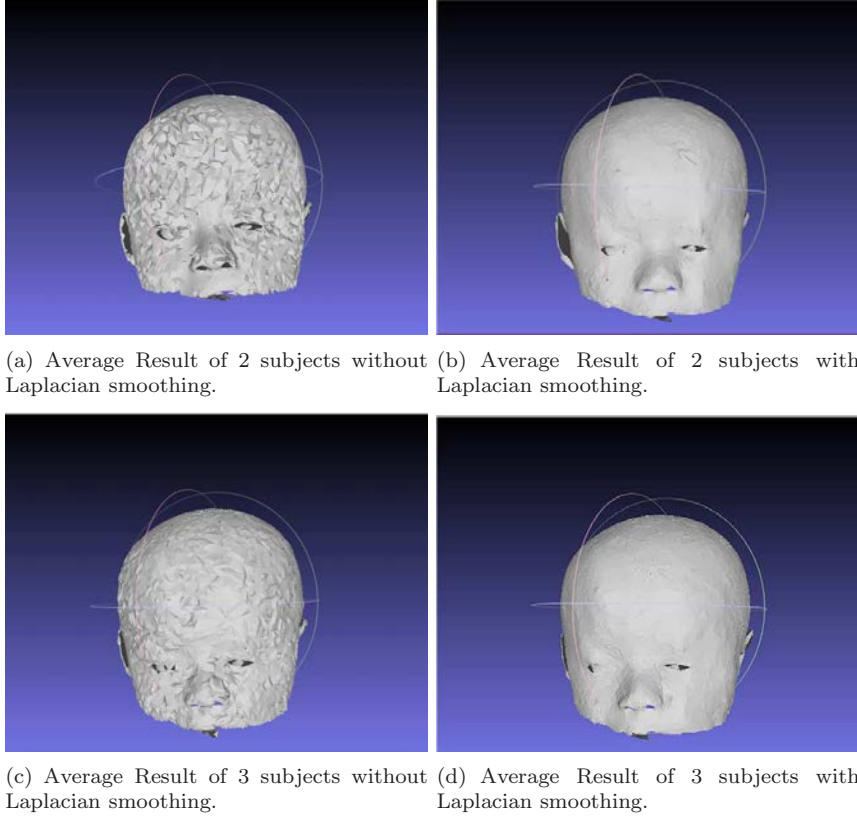 (a) Average Result of 2 subjects without
Laplacian smoothing.
(b) Average Result of 2 subjects with
Laplacian smoothing.
(c) Average Result of 3 subjects without
Laplacian smoothing.
(d) Average Result of 3 subjects with
Laplacian smoothing.